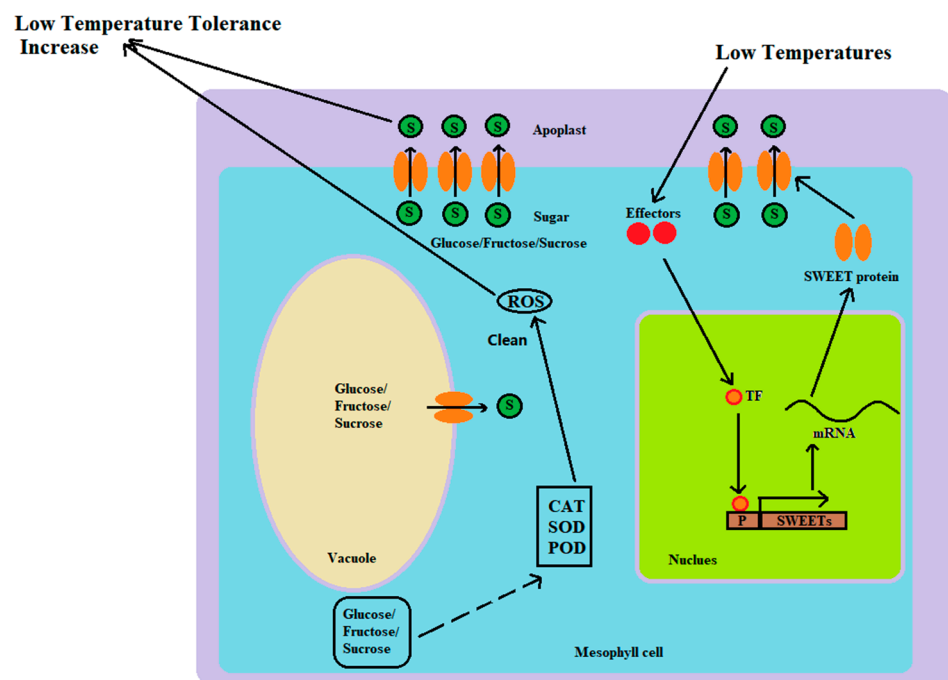 Low Temperature Tolerance
Increase
Low Temperatures
S
S
S
S
S
Apoplast
S
S
S
Sugar
S
S
Effectors
Glucose/Fructose/Sucrose
SWEET protein
ROS
Clean
Glucose/
Fructose/
Sucrose
S
TF
mRNA
CAT
SOD
POD
P
SWEETs
Vacuole
Nuclues
Glucose/
Fructose/
Sucrose
Mesophyll cell